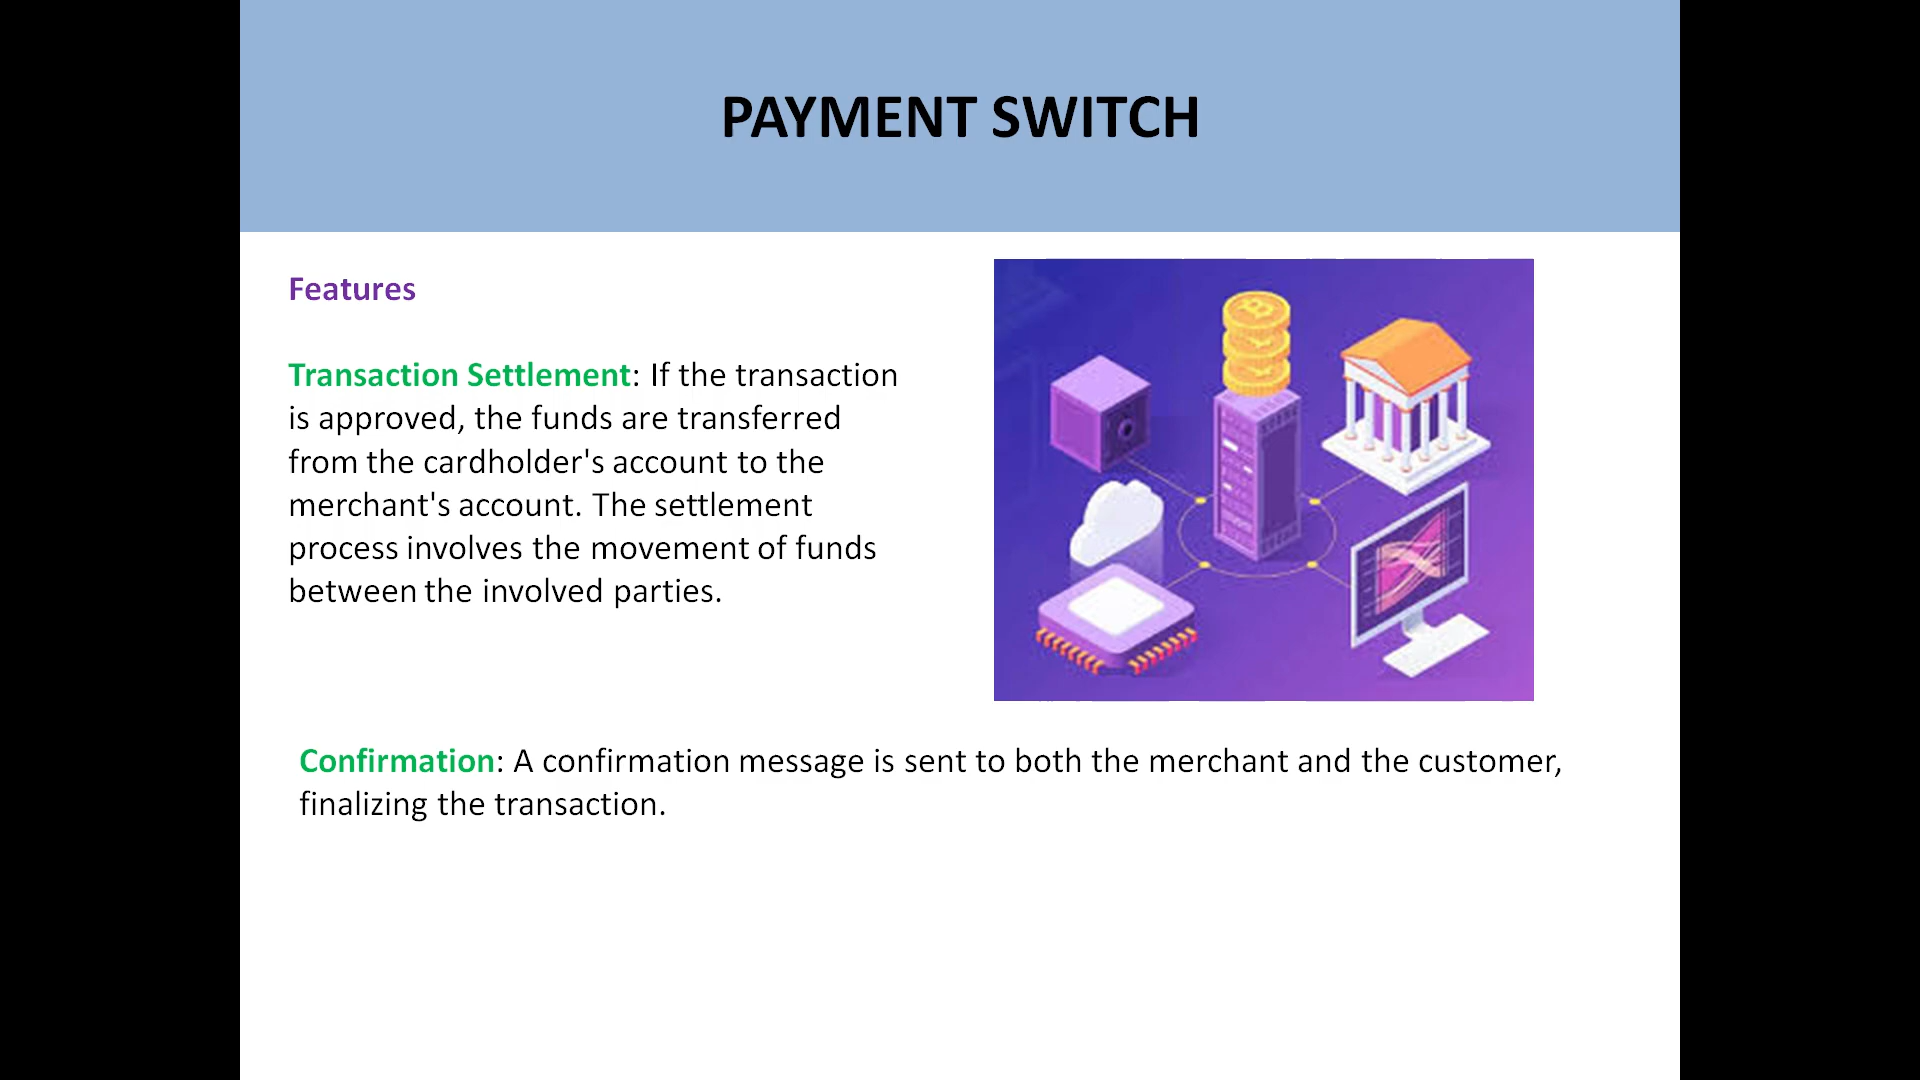 PAYMENT SWITCH
Features
Transaction Settlement: If the transaction
is approved, the funds are transferred
from the cardholder's account to the
merchant's account. The settlement
process involves the movement of funds
between the involved parties.
Confirmation: A confirmation message is sent to both the merchant and the customer,
finalizing the transaction.